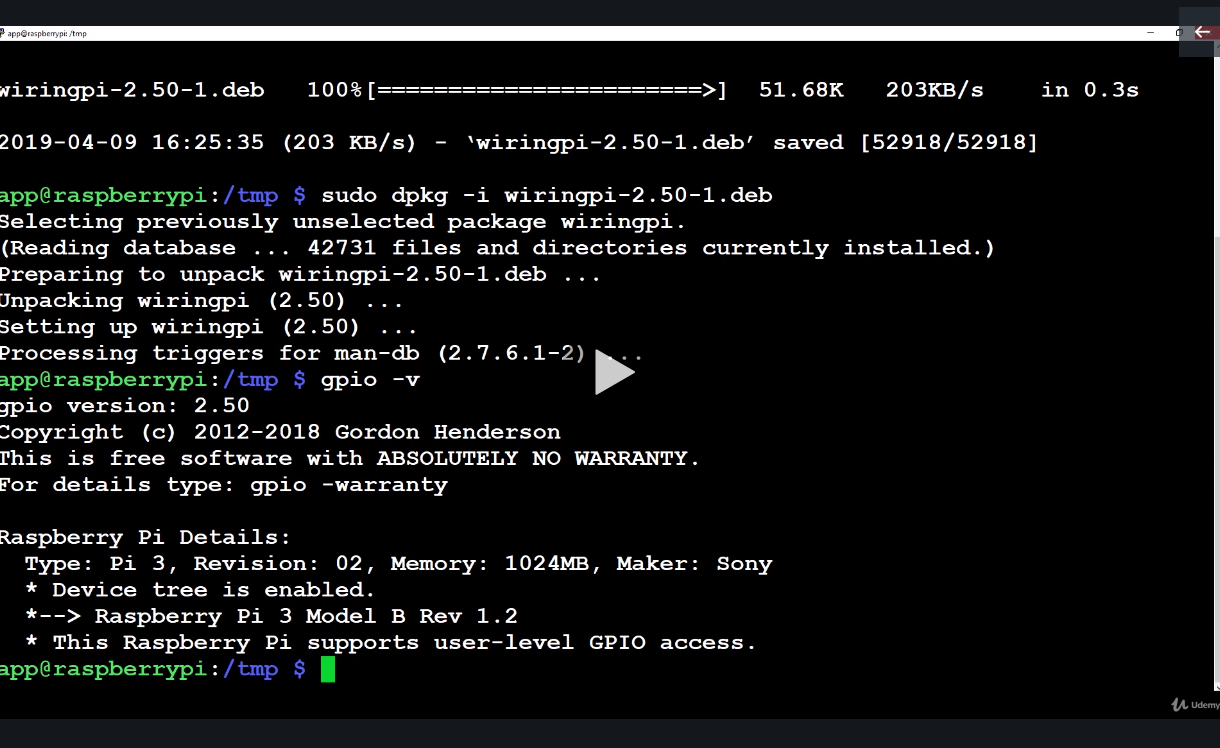 app@raspberrypi: /tmp
wiringpi-2.50-1.deb   100%[=======================>]  51.68K   203KB/s    in 0.3s
2019-04-09 16:25:35 (203 KB/s) - ‘wiringpi-2.50-1.deb’ saved [52918/52918]
app@raspberrypi:/tmp $ sudo dpkg -i wiringpi-2.50-1.deb
Selecting previously unselected package wiringpi.
(Reading database ... 42731 files and directories currently installed.)
Preparing to unpack wiringpi-2.50-1.deb ...
Unpacking wiringpi (2.50) ...
Setting up wiringpi (2.50) ...
Processing triggers for man-db (2.7.6.1-2) ...
app@raspberrypi:/tmp $ gpio -v
gpio version: 2.50
Copyright (c) 2012-2018 Gordon Henderson
This is free software with ABSOLUTELY NO WARRANTY.
For details type: gpio -warranty
Raspberry Pi Details:
  Type: Pi 3, Revision: 02, Memory: 1024MB, Maker: Sony
  * Device tree is enabled.
  *--> Raspberry Pi 3 Model B Rev 1.2
  * This Raspberry Pi supports user-level GPIO access.
app@raspberrypi:/tmp $
Udemy